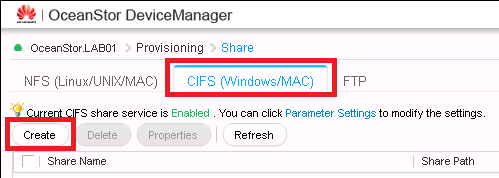 OceanStor DeviceManager
OceanStor.LAB01 Provisioning Share
NFS (Linux/UNIX/MAC) CIFS (Windows/MAC) FTP
Current CIFS share service is Enabled . You can click Parameter Settings to modify the settings.
Create Delete Properties Refresh
Share Name Share Path